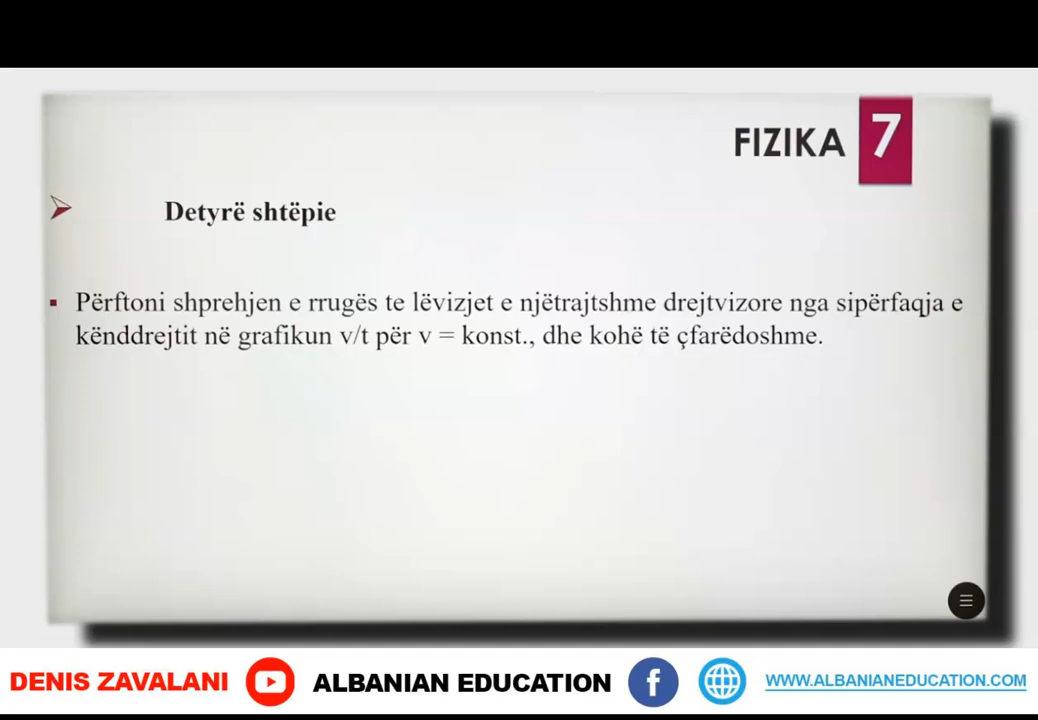 FIZIKA 7
Detyrë shtëpie
Përftoni shprehjen e rrugës te lëvizjet e njëtrajtshme drejtvizore nga sipërfaqja e
kënddrejtit në grafikun v/t për v = konst., dhe kohë të çfarëdoshme.
DENIS ZAVALANI ALBANIAN EDUCATION WWW.ALBANIANEDUCATION.COM